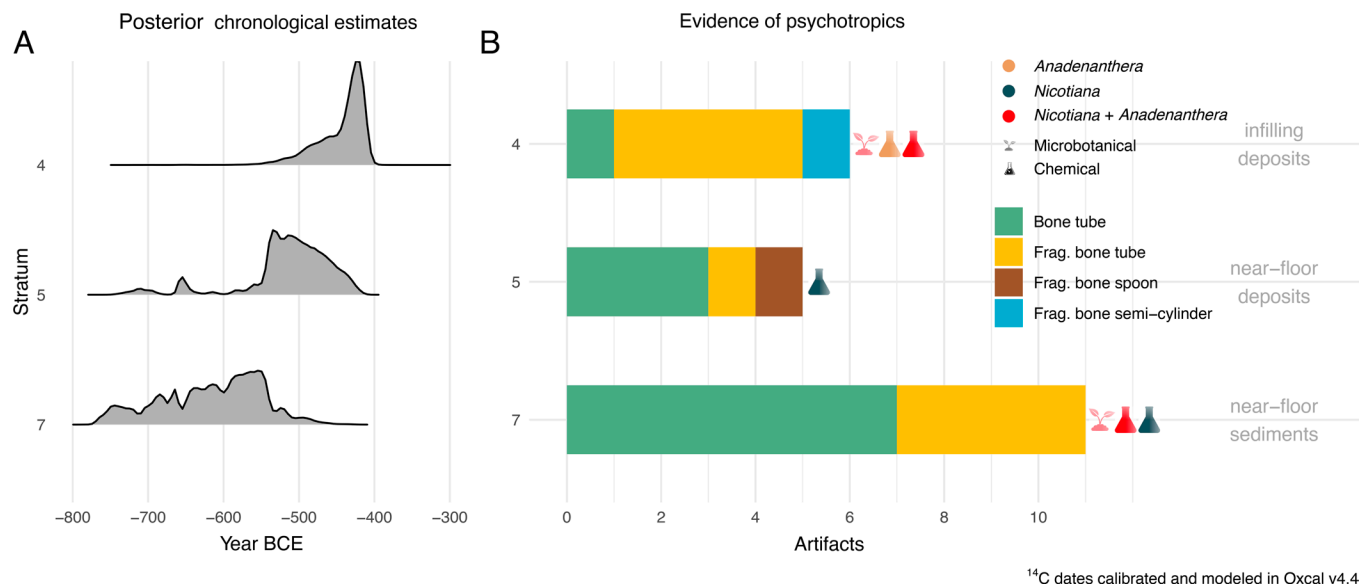 Posterior chronological estimates
A
Stratum
4
5
7
−800 −700 −600 −500 −400 −300
Year BCE
Evidence of psychotropics
B
Anadenanthera
Nicotiana
Nicotiana + Anadenanthera
Microbotanical
Chemical
Bone tube
Frag. bone tube
Frag. bone spoon
Frag. bone semi−cylinder
4
5
7
infilling
deposits
near−floor
deposits
near−floor
sediments
0 2 4 6 8 10
Artifacts
14C dates calibrated and modeled in Oxcal v4.4